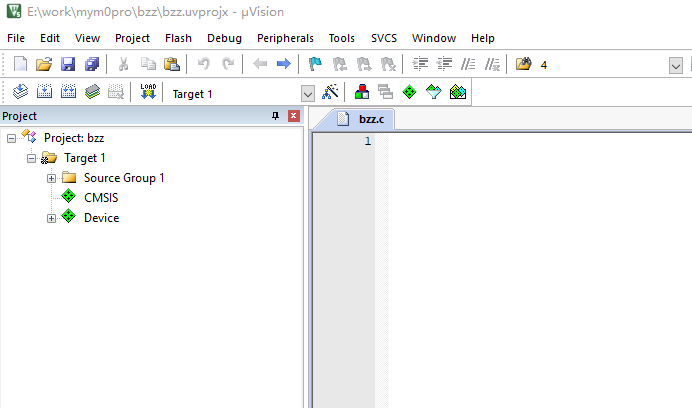 E:\work\mym0pro\bzz\bzz.uvprojx - µVision
File Edit View Project Flash Debug Peripherals Tools SVCS Window Help
4
LOAD Target 1
Project
bzz.c
Project: bzz
1
Target 1
Source Group 1
CMSIS
Device